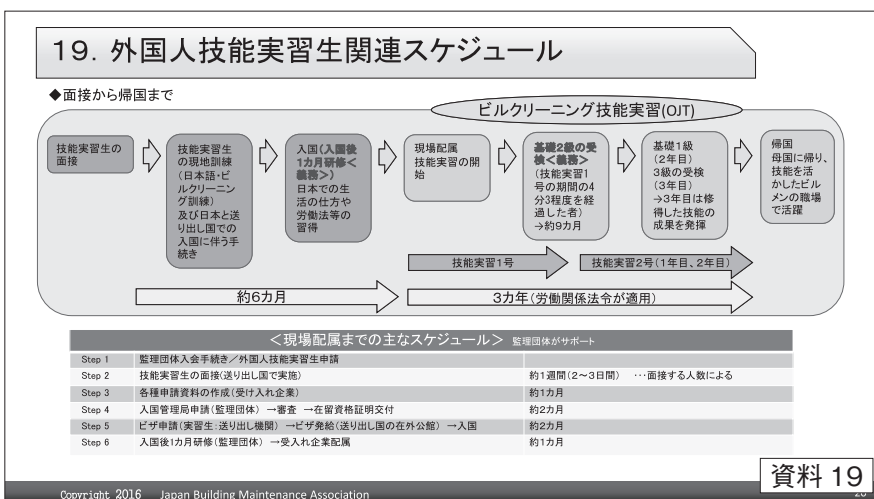 19. 外国人技能実習生関連スケジュール
◆面接から帰国まで
ビルクリーニング技能実習(OJT)
技能実習生の
面接
技能実習生
の現地訓練
(日本語・ビ
ルクリーニン
グ訓練)
及び日本と送
り出し国での
入国に伴う手
続き
入国(入国後
1カ月研修<
義務>)
日本での生
活の仕方や
労働法等の
習得
現場配属
技能実習の開
始
基礎2級の受
検<義務>
(技能実習1
号の期間の4
分3程度を経
過した者)
→約9カ月
基礎1級
(2年目)
3級の受検
(3年目)
→3年目は修
得した技能の
成果を発揮
帰国
母国に帰り、
技能を活
かしたビル
メンの職場
で活躍
技能実習1号
技能実習2号(1年目、2年目)
約6カ月
3カ年(労働関係法令が適用)
<現場配属までの主なスケジュール> 監理団体がサポート
Step 1 監理団体入会手続き/外国人技能実習生申請
Step 2 技能実習生の面接(送り出し国で実施) 約1週間(2~3日間) ・・・面接する人数による
Step 3 各種申請資料の作成(受け入れ企業) 約1カ月
Step 4 入国管理局申請(監理団体) →審査 →在留資格証明交付 約2カ月
Step 5 ビザ申請(実習生:送り出し機関) →ビザ発給(送り出し国の在外公館) →入国 約2カ月
Step 6 入国後1カ月研修(監理団体) →受入れ企業配属 約1カ月
資料 19
Copyright 2016 Japan Building Maintenance Association